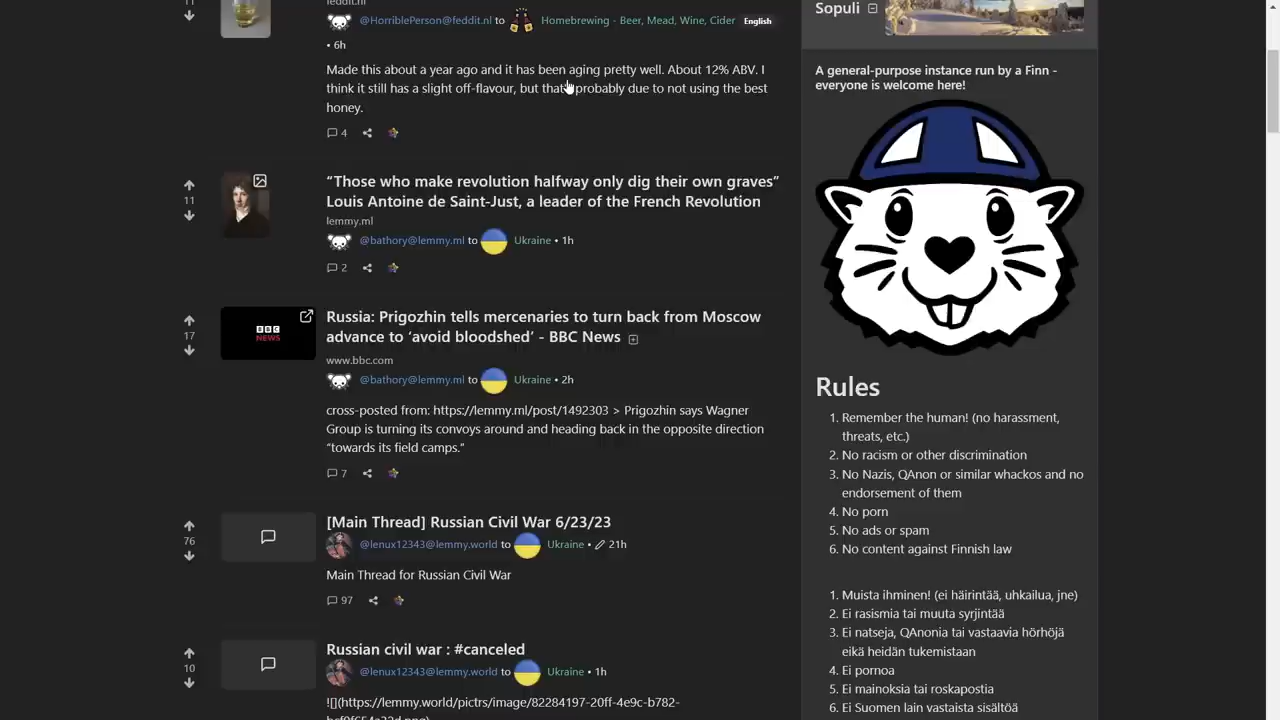 11
feddit.nl
@HorriblePerson@feddit.nl to Homebrewing - Beer, Mead, Wine, Cider English
• 6h
Made this about a year ago and it has been aging pretty well. About 12% ABV. I
think it still has a slight off-flavour, but that probably due to not using the best
honey.
4
“Those who make revolution halfway only dig their own graves”
Louis Antoine de Saint-Just, a leader of the French Revolution
11
lemmy.ml
@bathory@lemmy.ml to Ukraine • 1h
2
Russia: Prigozhin tells mercenaries to turn back from Moscow
advance to ‘avoid bloodshed’ - BBC News
17
BBC
NEWS
www.bbc.com
@bathory@lemmy.ml to Ukraine • 2h
cross-posted from: https://lemmy.ml/post/1492303 > Prigozhin says Wagner
Group is turning its convoys around and heading back in the opposite direction
“towards its field camps.”
7
[Main Thread] Russian Civil War 6/23/23
76
@lenux12343@lemmy.world to Ukraine • 21h
Main Thread for Russian Civil War
97
Russian civil war : #canceled
10
@lenux12343@lemmy.world to Ukraine • 1h
![](https://lemmy.world/pictrs/image/82284197-20ff-4e9c-b782-
Sopuli
A general-purpose instance run by a Finn -
everyone is welcome here!
Rules
1. Remember the human! (no harassment,
threats, etc.)
2. No racism or other discrimination
3. No Nazis, QAnon or similar whackos and no
endorsement of them
4. No porn
5. No ads or spam
6. No content against Finnish law
1. Muista ihminen! (ei häirintää, uhkailua, jne)
2. Ei rasismia tai muuta syrjintää
3. Ei natseja, QAnonia tai vastaavia hörhöjä
eikä heidän tukemistaan
4. Ei pornoa
5. Ei mainoksia tai roskapostia
6. Ei Suomen lain vastaista sisältöä